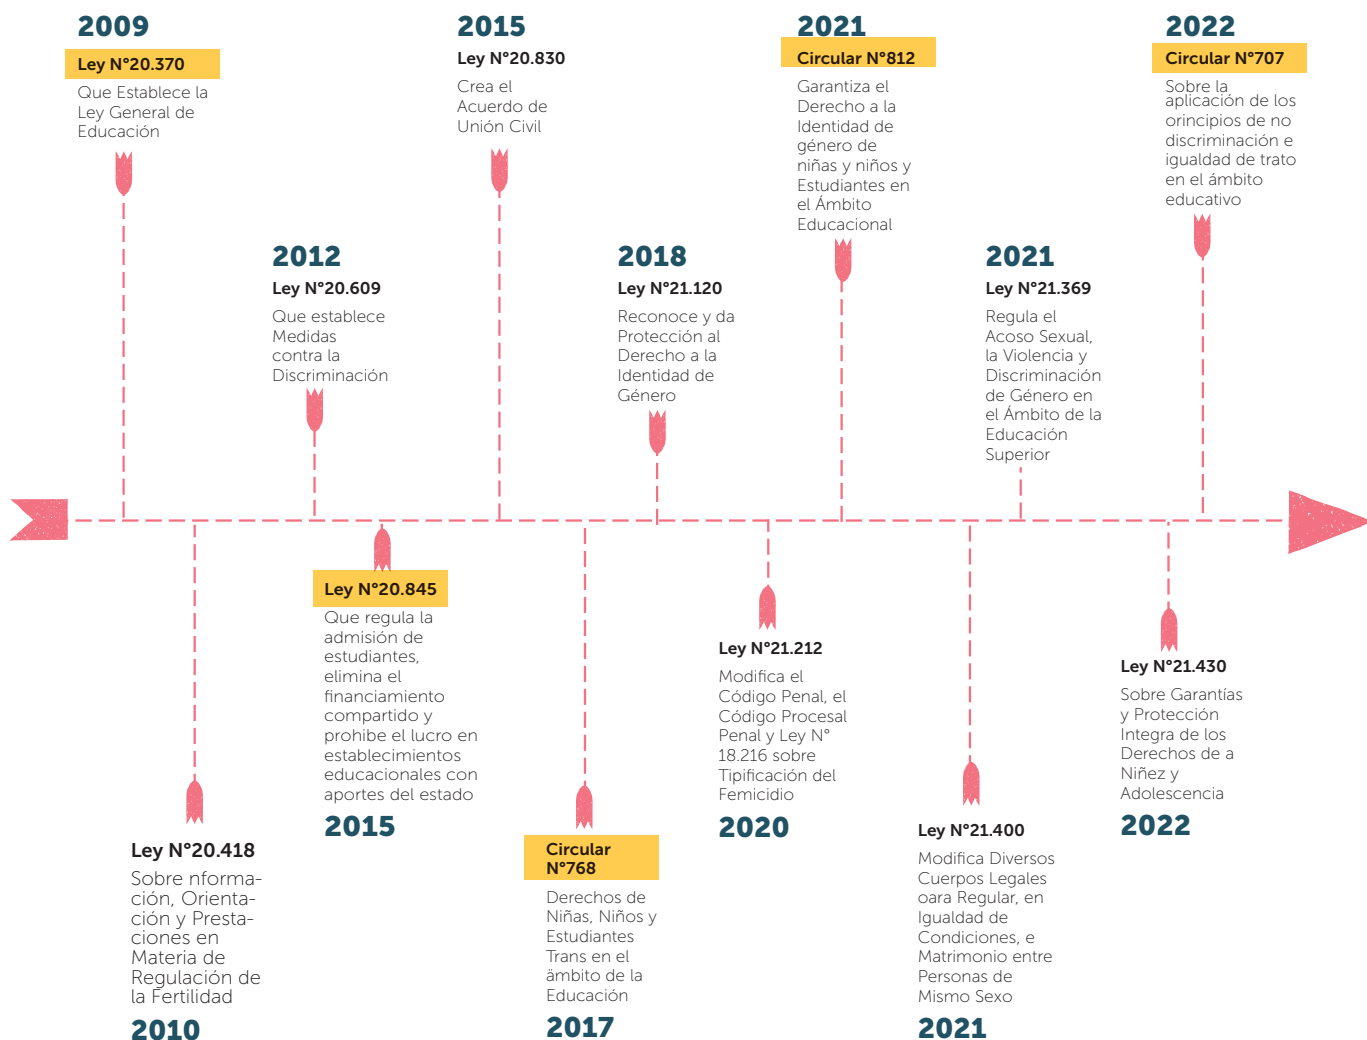 2009
Ley N°20.370
Que Establece la
Ley General de
Educación
2015
Ley N°20.830
Crea el
Acuerdo de
Unión Civil
2021
Circular N°812
Garantiza el
Derecho a la
Identidad de
género de
niñas y niños y
Estudiantes en
el Ámbito
Educacional
2022
Circular N°707
Sobre la
aplicación de los
orincipios de no
discriminación e
igualdad de trato
en el ámbito
educativo
2012
Ley N°20.609
Que establece
Medidas
contra la
Discriminación
2018
Ley N°21.120
Reconoce y da
Protección al
Derecho a la
Identidad de
Género
2021
Ley N°21.369
Regula el
Acoso Sexual,
la Violencia y
Discriminación
de Género en
el Ámbito de la
Educación
Superior
Ley N°20.418
Sobre nforma-
ción, Orienta-
ción y Presta-
ciones en
Materia de
Regulación de
la Fertilidad
2010
Ley N°20.845
Que regula la
admisión de
estudiantes,
elimina el
financiamiento
compartido y
prohibe el lucro en
establecimientos
educacionales con
aportes del estado
2015
Circular
N°768
Derechos de
Niñas, Niños y
Estudiantes
Trans en el
ämbito de la
Educación
2017
Ley N°21.212
Modifica el
Código Penal, el
Código Procesal
Penal y Ley N°
18.216 sobre
Tipificación del
Femicidio
2020
Ley N°21.400
Modifica Diversos
Cuerpos Legales
oara Regular, en
Igualdad de
Condiciones, e
Matrimonio entre
Personas de
Mismo Sexo
2021
Ley N°21.430
Sobre Garantías
y Protección
Integra de los
Derechos de a
Niñez y
Adolescencia
2022